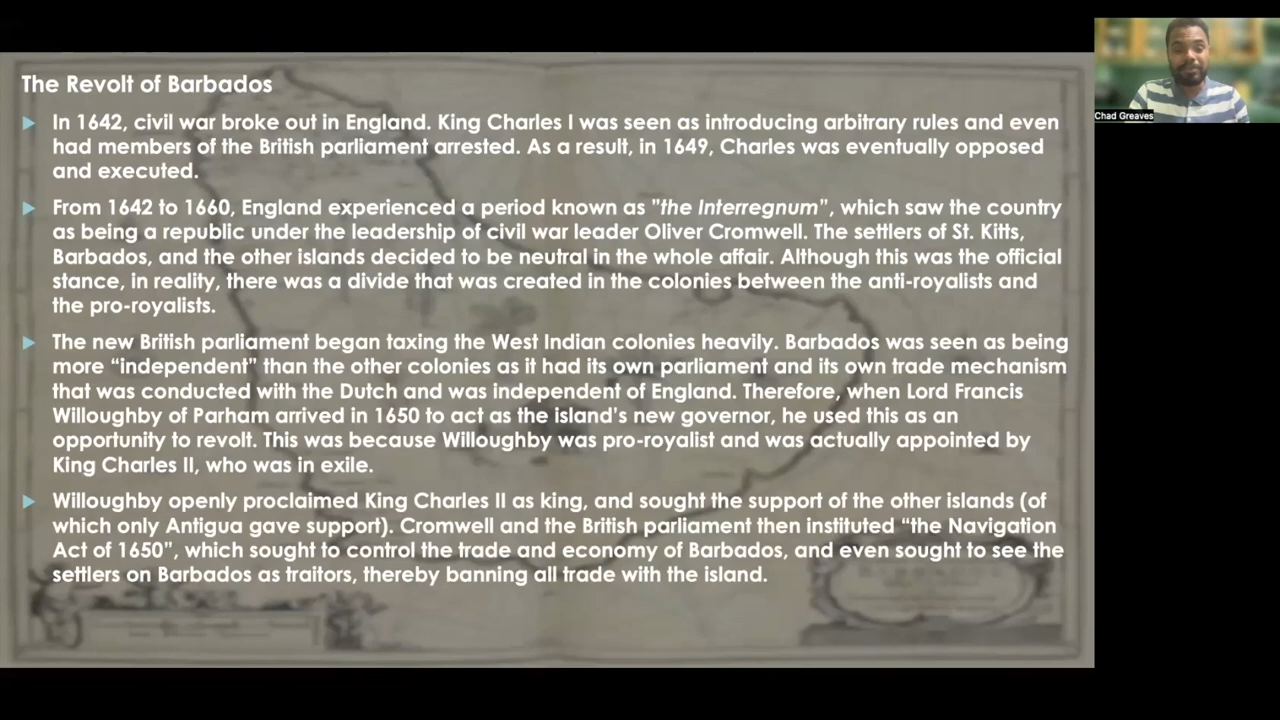 The Revolt of Barbados
In 1642, civil war broke out in England. King Charles I was seen as introducing arbitrary rules and even
had members of the British parliament arrested. As a result, in 1649, Charles was eventually opposed
and executed.
From 1642 to 1660, England experienced a period known as "the Interregnum", which saw the country
as being a republic under the leadership of civil war leader Oliver Cromwell. The settlers of St. Kitts,
Barbados, and the other islands decided to be neutral in the whole affair. Although this was the official
stance, in reality, there was a divide that was created in the colonies between the anti-royalists and
the pro-royalists.
The new British parliament began taxing the West Indian colonies heavily. Barbados was seen as being
more “independent” than the other colonies as it had its own parliament and its own trade mechanism
that was conducted with the Dutch and was independent of England. Therefore, when Lord Francis
Willoughby of Parham arrived in 1650 to act as the island’s new governor, he used this as an
opportunity to revolt. This was because Willoughby was pro-royalist and was actually appointed by
King Charles II, who was in exile.
Willoughby openly proclaimed King Charles II as king, and sought the support of the other islands (of
which only Antigua gave support). Cromwell and the British parliament then instituted “the Navigation
Act of 1650”, which sought to control the trade and economy of Barbados, and even sought to see the
settlers on Barbados as traitors, thereby banning all trade with the island.
Chad Greaves